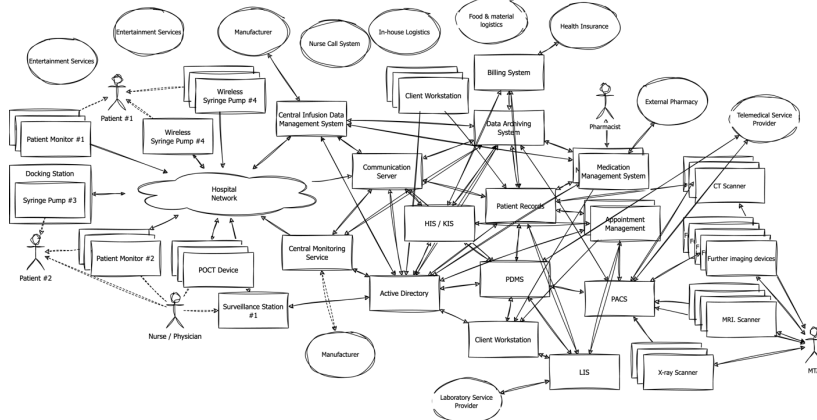 Entertainment Services
Entertainment Services
Manufacturer
Nurse Call System
In-house Logistics
Food & material
logistics
Health Insurance
Billing System
Client Workstation
Wireless
Syringe Pump #4
Patient #1
Central Infusion Data
Management System
Data Archiving
System
Pharmacist
External Pharmacy
Telemedical Service
Provider
Patient Monitor #1
Wireless
Syringe Pump #4
Communication
Server
Medication
Management System
CT Scanner
Docking Station
Syringe Pump #3
Hospital
Network
Patient Records
HIS / KIS
Appointment
Management
Patient #2
Patient Monitor #2
POCT Device
Central Monitoring
Service
Further imaging devices
Surveillance Station
#1
Active Directory
PDMS
PACS
MRI. Scanner
Nurse / Physician
Manufacturer
Client Workstation
LIS
X-ray Scanner
Laboratory Service
Provider